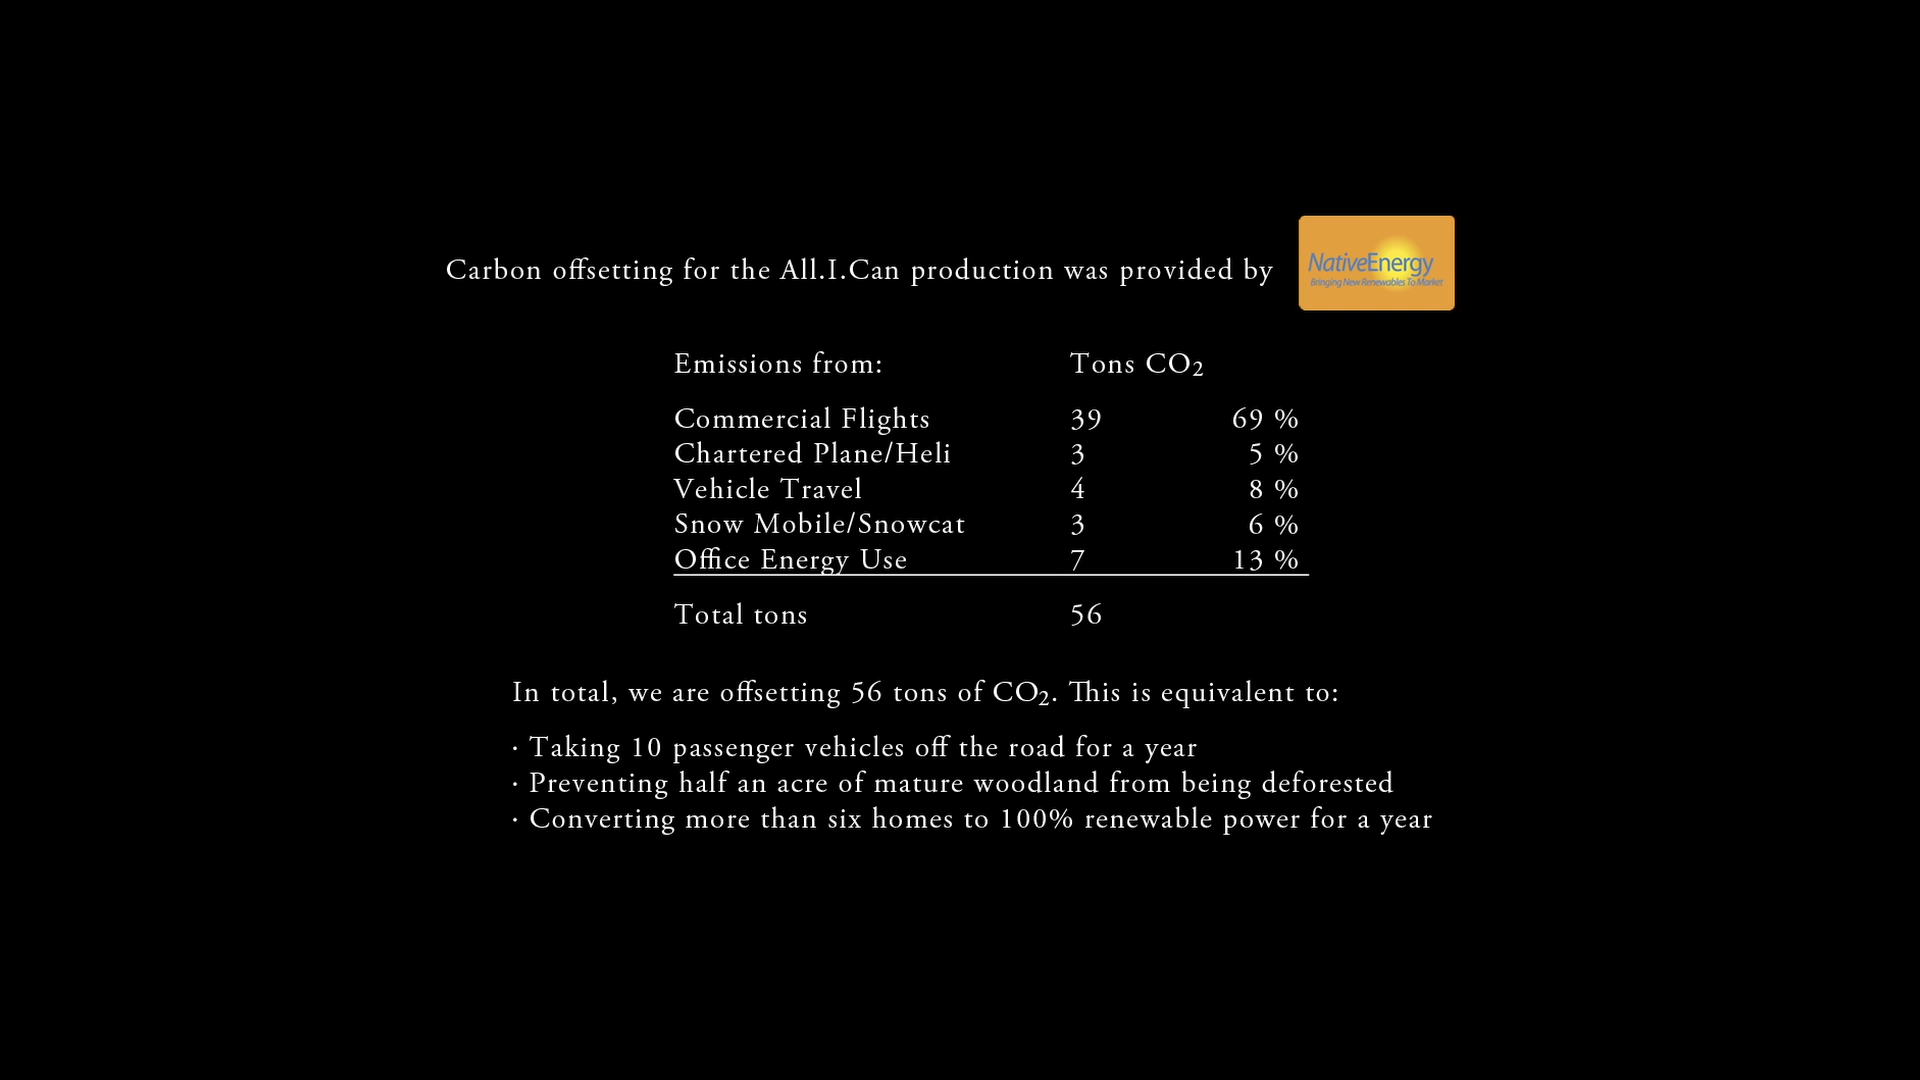 Carbon offsetting for the All.I.Can production was provided by
NativeEnergy
Bringing New Renewables To Market
Emissions from: Tons CO₂
Commercial Flights 39 69 %
Chartered Plane/Heli 3 5 %
Vehicle Travel 4 8 %
Snow Mobile/Snowcat 3 6 %
Office Energy Use 7 13 %
Total tons 56
In total, we are offsetting 56 tons of CO₂. This is equivalent to:
· Taking 10 passenger vehicles off the road for a year
· Preventing half an acre of mature woodland from being deforested
· Converting more than six homes to 100% renewable power for a year